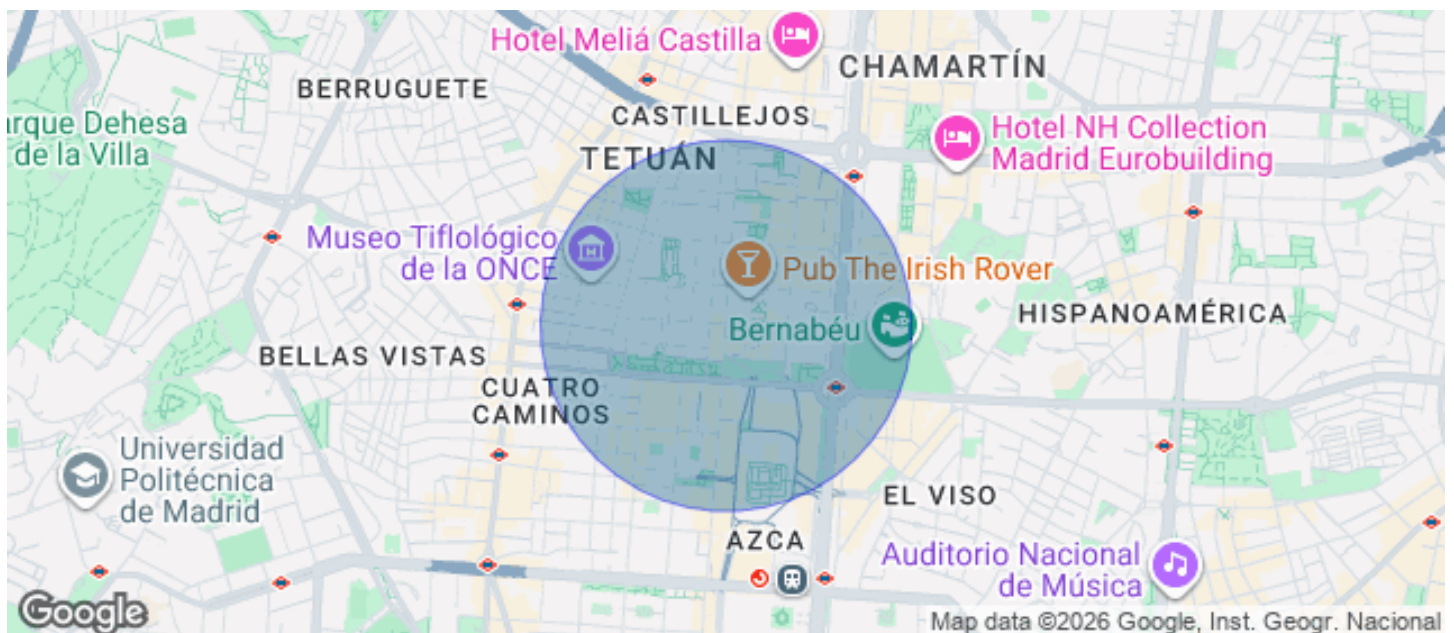 Hotel Meliá Castilla
CHAMARTÍN
BERRUGUETE
CASTILLEJOS
arque Dehesa
de la Villa
Hotel NH Collection
Madrid Eurobuilding
TETUÁN
Museo Tiflológico
de la ONCE
Pub The Irish Rover
Bernabéu
HISPANOAMÉRICA
BELLAS VISTAS
CUATRO
CAMINOS
Universidad
Politécnica
de Madrid
EL VISO
AZCA
Auditorio Nacional
de Música
Google
Map data ©2026 Google, Inst. Geogr. Nacional